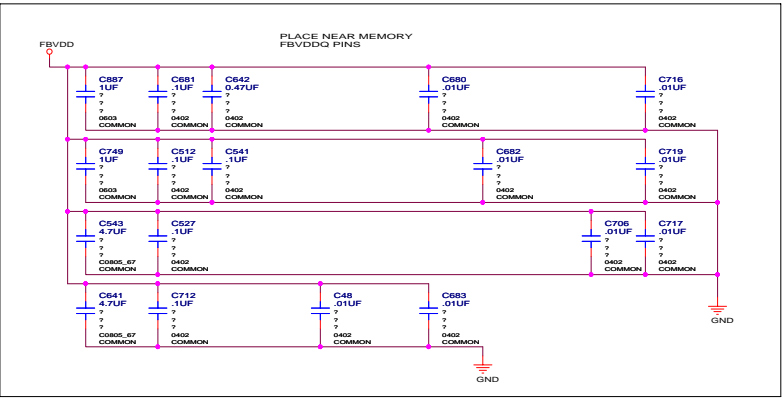 PLACE NEAR MEMORY
FBVDDQ PINS
FBVDD
C887
1UF
?
?
?
0603
COMMON
C681
.1UF
?
?
?
0402
COMMON
C642
0.47UF
?
?
?
0402
COMMON
C680
.01UF
?
?
?
0402
COMMON
C716
.01UF
?
?
?
0402
COMMON
C749
1UF
?
?
?
0603
COMMON
C512
.1UF
?
?
?
0402
COMMON
C541
.1UF
?
?
?
0402
COMMON
C682
.01UF
?
?
?
0402
COMMON
C719
.01UF
?
?
?
0402
COMMON
C543
4.7UF
?
?
?
C0805_67
COMMON
C527
.1UF
?
?
?
0402
COMMON
C706
.01UF
?
?
?
0402
COMMON
C717
.01UF
?
?
?
0402
COMMON
C641
4.7UF
?
?
?
C0805_67
COMMON
C712
.1UF
?
?
?
0402
COMMON
C48
.01UF
?
?
?
0402
COMMON
C683
.01UF
?
?
?
0402
COMMON
GND
GND